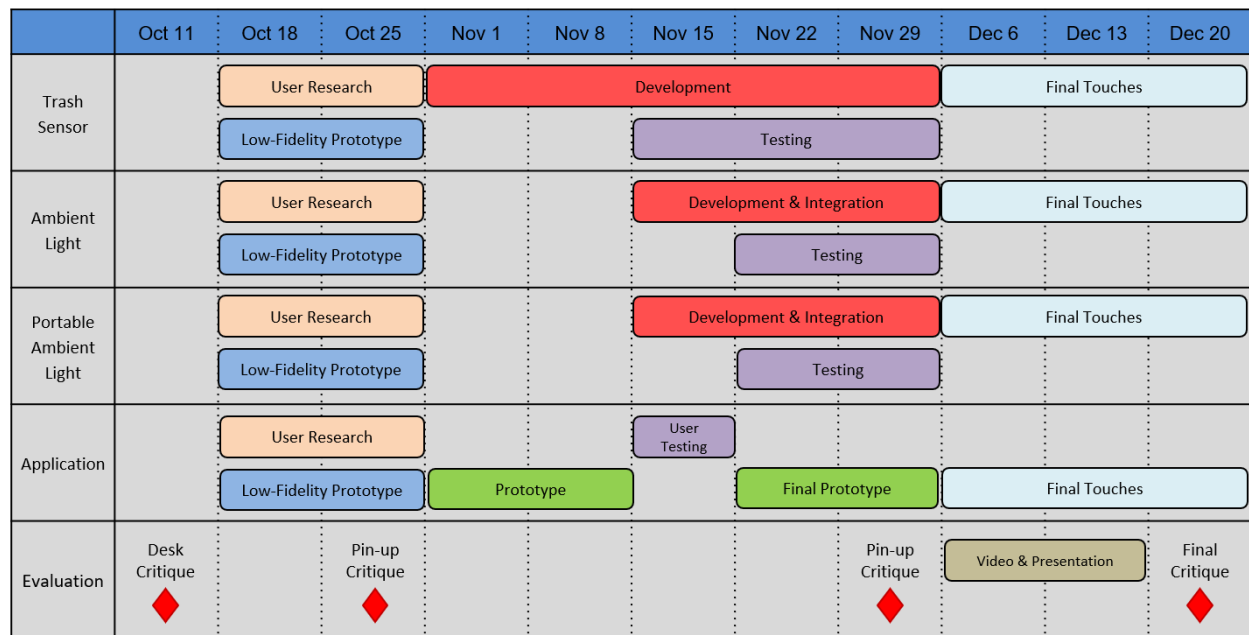 Oct 11 Oct 18 Oct 25 Nov 1 Nov 8 Nov 15 Nov 22 Nov 29 Dec 6 Dec 13 Dec 20
Trash
Sensor
User Research
Development
Final Touches
Low-Fidelity Prototype
Testing
Ambient
Light
User Research
Development & Integration
Final Touches
Low-Fidelity Prototype
Testing
Portable
Ambient
Light
User Research
Development & Integration
Final Touches
Low-Fidelity Prototype
Testing
Application
User Research
User
Testing
Low-Fidelity Prototype
Prototype
Final Prototype
Final Touches
Evaluation
Desk
Critique
Pin-up
Critique
Pin-up
Critique
Video & Presentation
Final
Critique